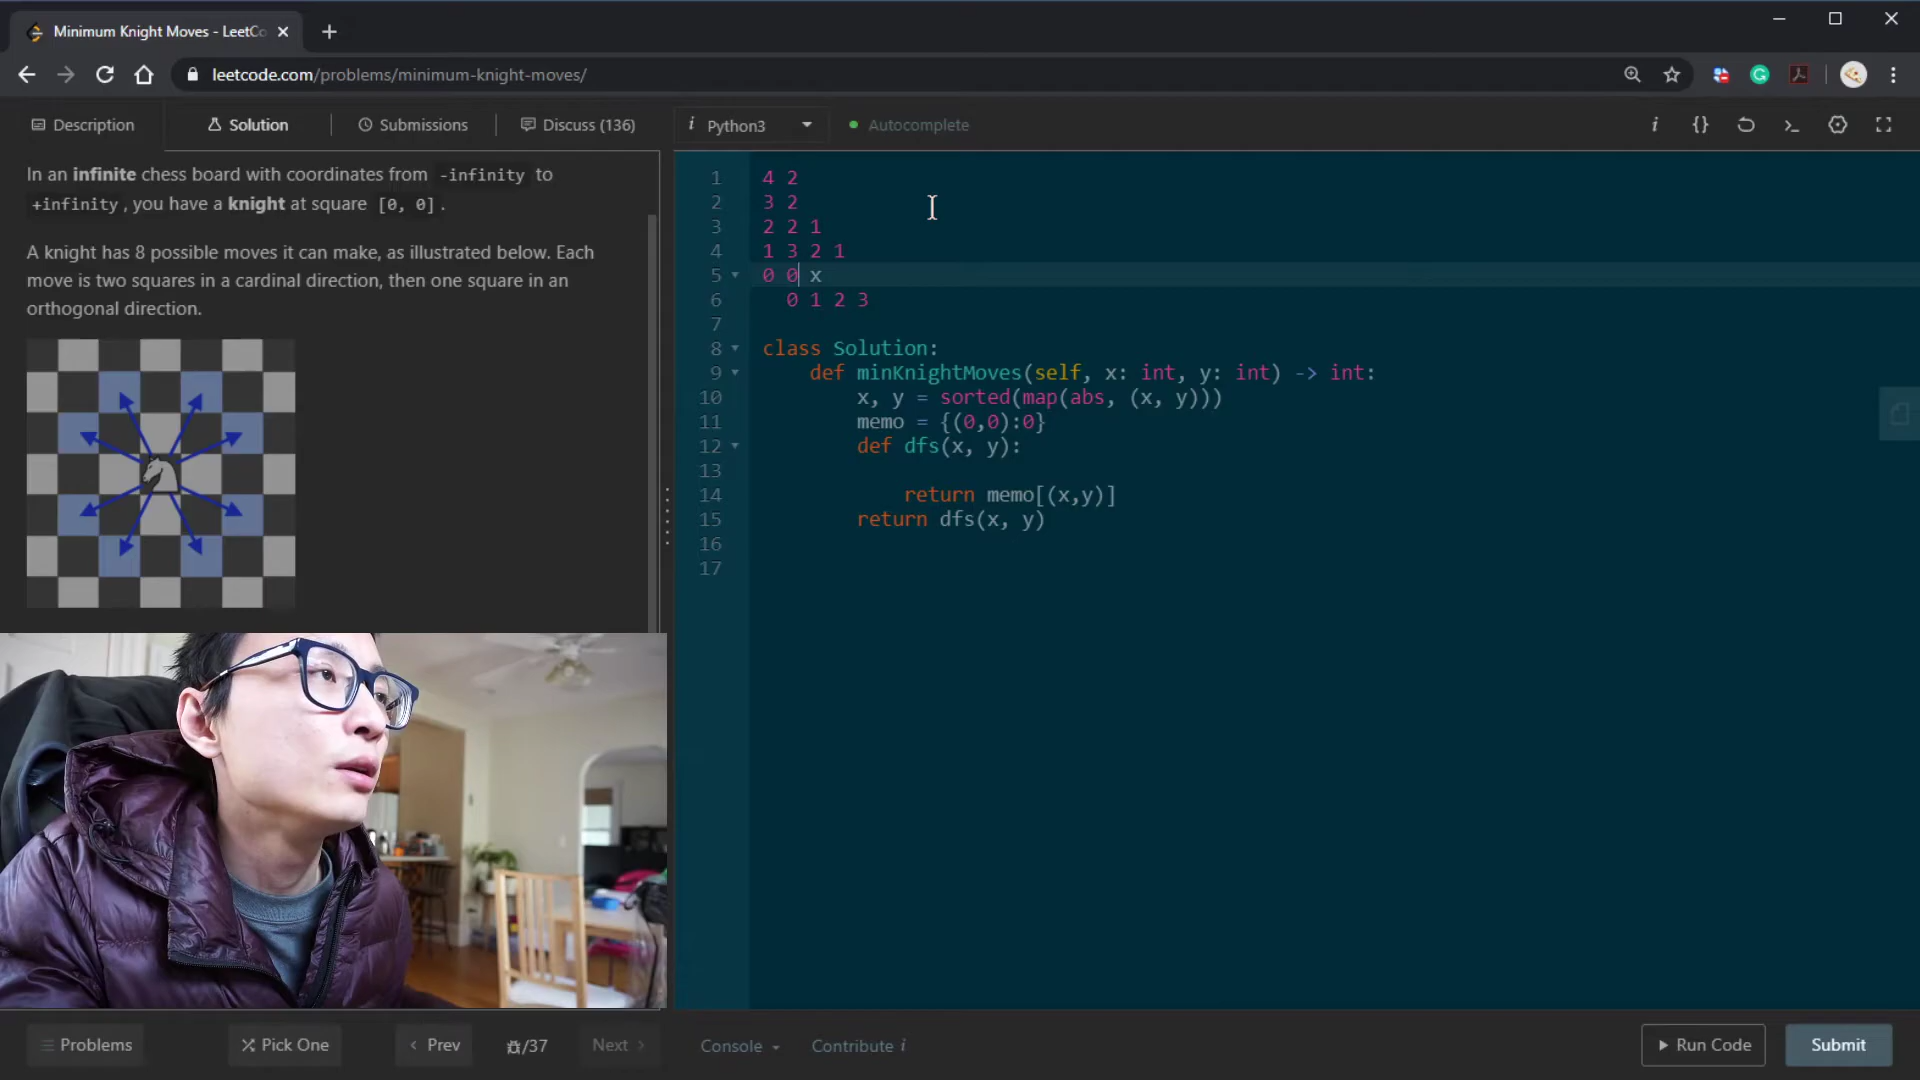 Minimum Knight Moves - LeetCo
leetcode.com/problems/minimum-knight-moves/
Description
Solution
Submissions
Discuss (136)
i Python3
Autocomplete
i {}
In an infinite chess board with coordinates from -infinity to
+infinity, you have a knight at square [0, 0].
A knight has 8 possible moves it can make, as illustrated below. Each
move is two squares in a cardinal direction, then one square in an
orthogonal direction.
1 4 2
2 3 2
3 2 2 1
4 1 3 2 1
5 0 0 x
6 0 1 2 3
7
8 class Solution:
9 def minKnightMoves(self, x: int, y: int) -> int:
10 x, y = sorted(map(abs, (x, y)))
11 memo = {(0,0):0}
12 def dfs(x, y):
13
14 return memo[(x,y)]
15 return dfs(x, y)
16
17
Problems
Pick One
Prev
/37
Next
Console
Contribute i
Run Code
Submit